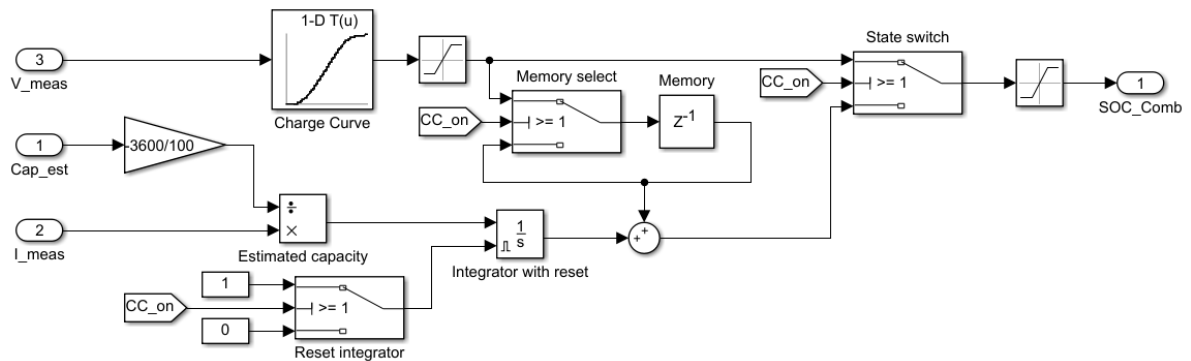 1-D T(u)
3
V_meas
Charge Curve
Memory select
CC_on
>= 1
Memory
Z-1
State switch
CC_on
>= 1
1
SOC_Comb
1
Cap_est
-3600/100
2
I_meas
÷
×
Estimated capacity
1
s
Integrator with reset
+
+
1
CC_on
>= 1
0
Reset integrator